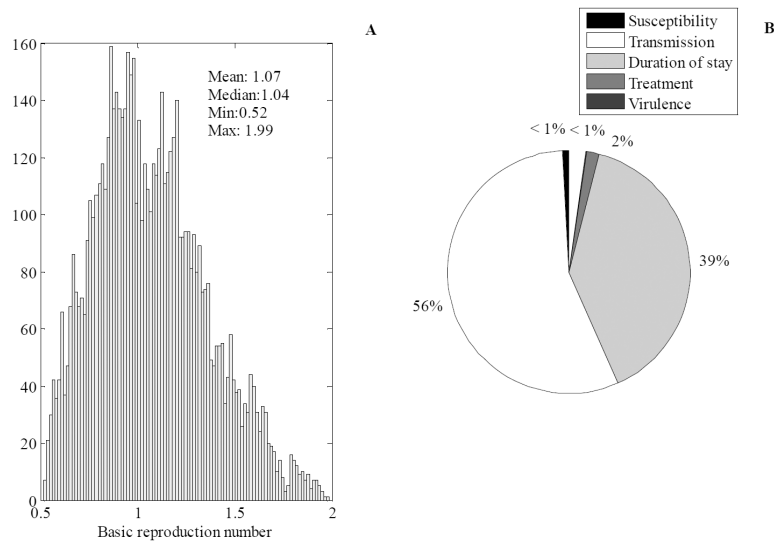 A
160
140
120
100
80
60
40
20
0
0.5
1
1.5
2
Mean: 1.07
Median:1.04
Min:0.52
Max: 1.99
Basic reproduction number
B
Susceptibility
Transmission
Duration of stay
Treatment
Virulence
< 1%
< 1%
2%
39%
56%